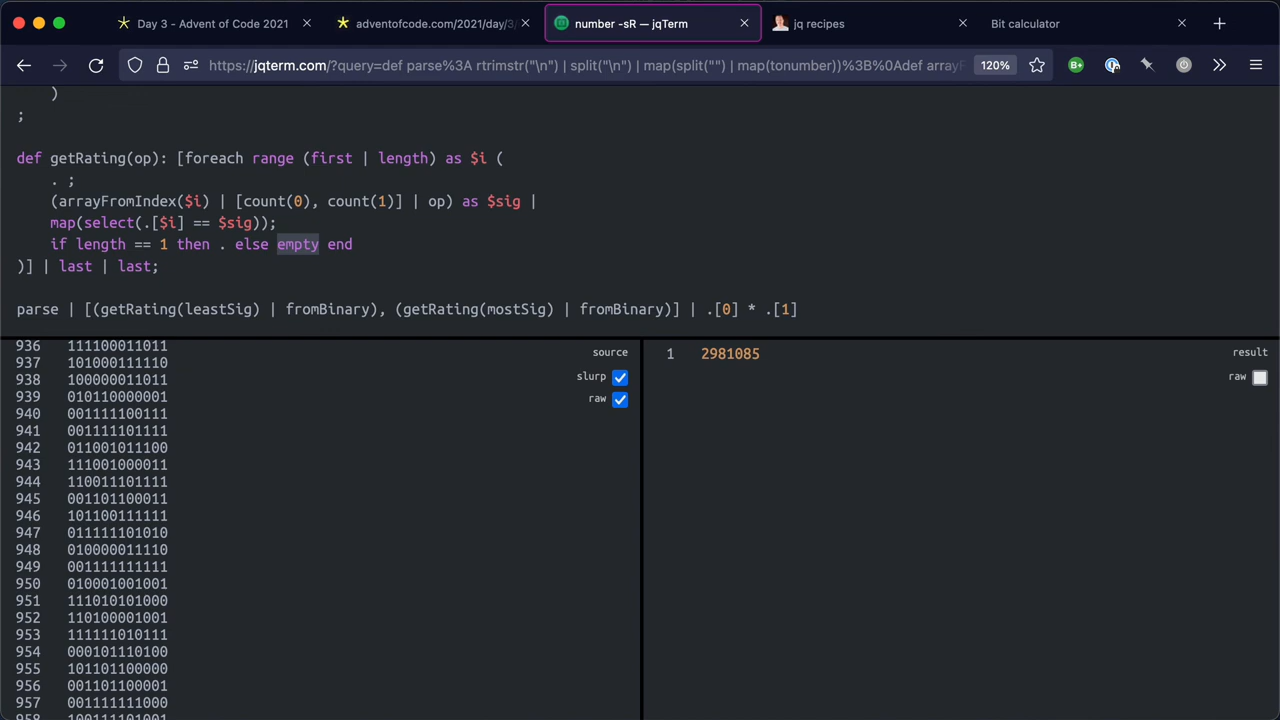 Day 3 - Advent of Code 2021
adventofcode.com/2021/day/3/
number -sR — jqTerm
jq recipes
Bit calculator
https://jqterm.com/?query=def parse%3A rtrimstr("\n") | split("\n") | map(split("") | map(tonumber))%3B%0Adef arrayF
120%
)
;
def getRating(op): [foreach range (first | length) as $i (
. ;
(arrayFromIndex($i) | [count(0), count(1)] | op) as $sig |
map(select(.[$i] == $sig));
if length == 1 then . else empty end
)] | last | last;
parse | [(getRating(leastSig) | fromBinary), (getRating(mostSig) | fromBinary)] | .[0] * .[1]
936 111100011011
937 101000111110
938 100000011011
939 010110000001
940 001111100111
941 001111101111
942 011001011100
943 111001000011
944 110011101111
945 001101100011
946 101100111111
947 011111101010
948 010000011110
949 001111111111
950 010001001001
951 111010101000
952 110100001001
953 111111010111
954 000101110100
955 101101100000
956 001101100001
957 001111111000
958 100111101001
source
slurp
raw
1 2981085
result
raw